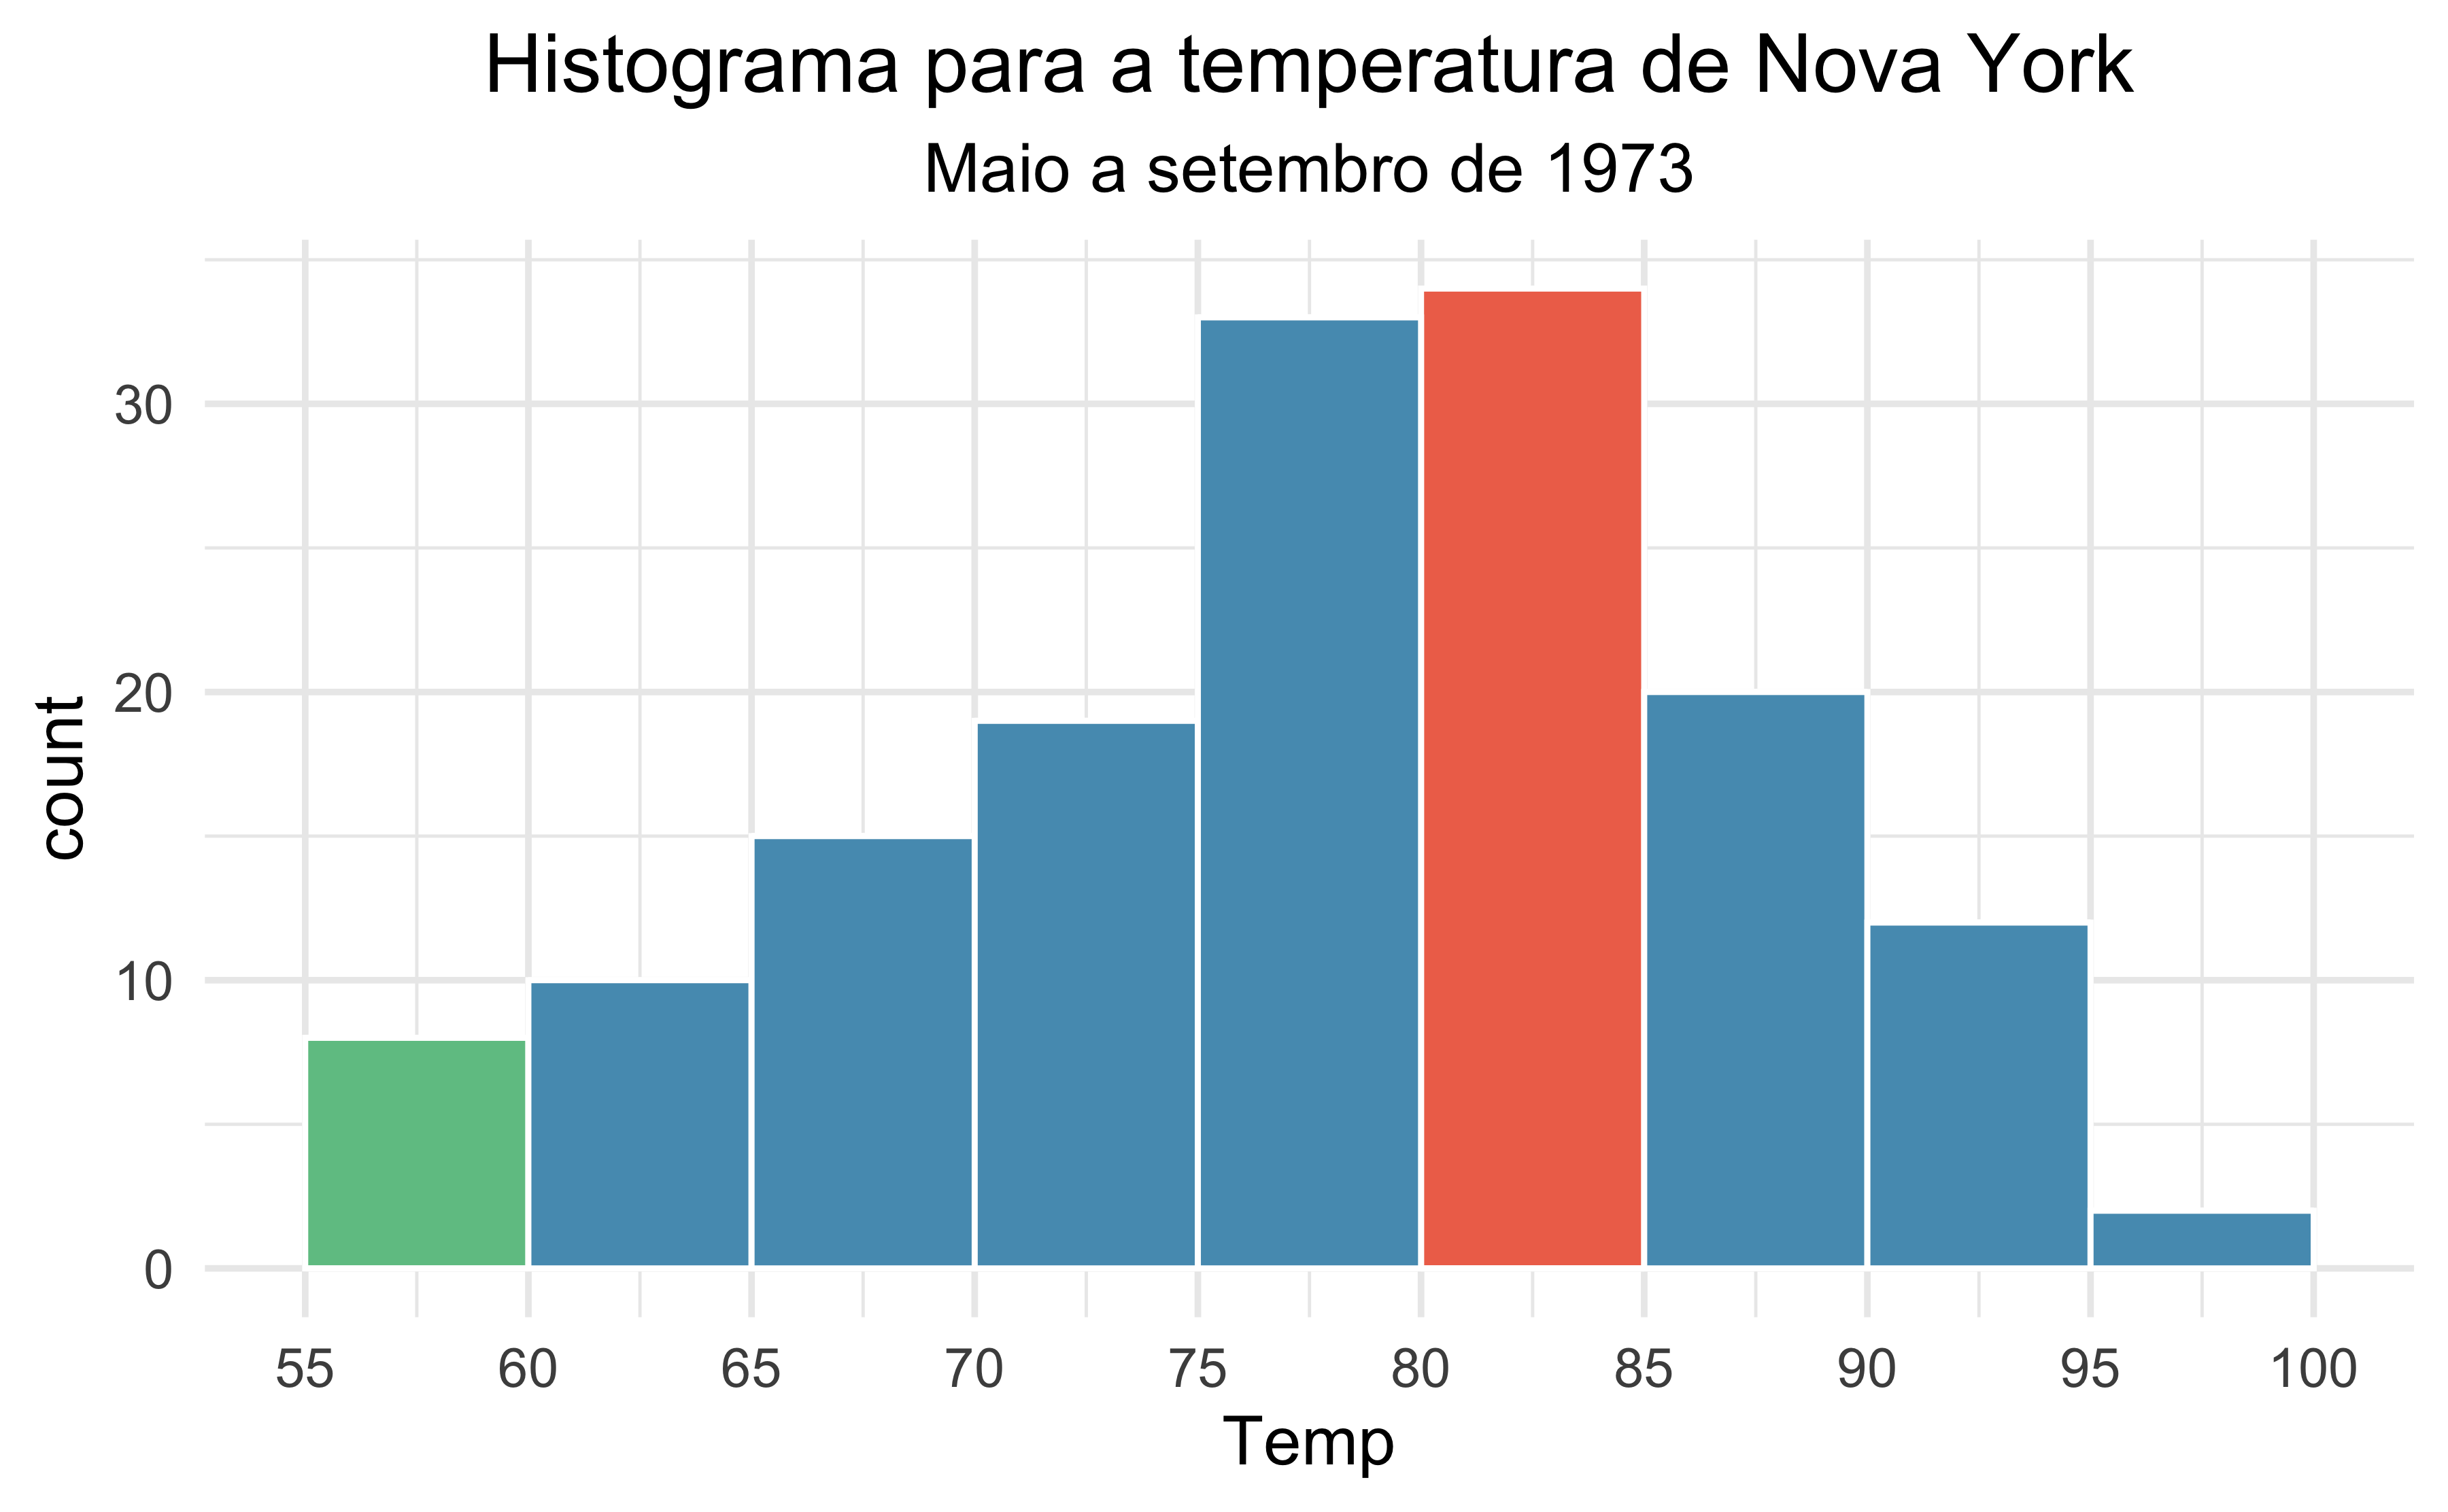 Histograma para a temperatura de Nova York
Maio a setembro de 1973
count
30
20
10
0
55 60 65 70 75 80 85 90 95 100
Temp